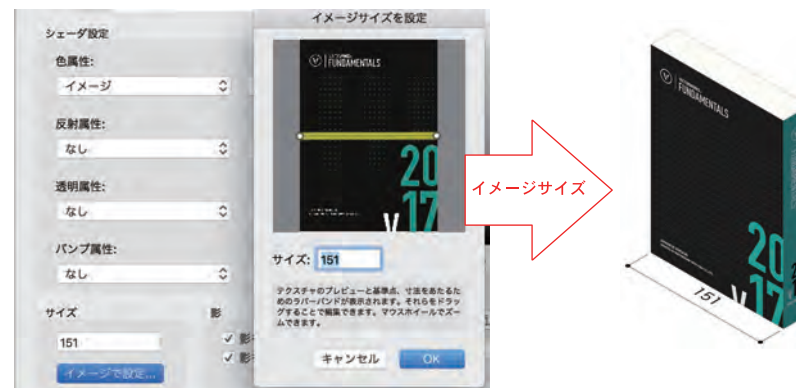 シェーダ設定
色属性:
イメージ
反射属性:
なし
透明属性:
なし
バンプ属性:
なし
サイズ
影
151
影
影
イメージで設定...
イメージサイズを設定
FUNDAMENTALS
20
V 17
サイズ: 151
テクスチャのプレビューと基準点、寸法をあたるた
めのラバーバンドが表示されます。それらをドラッ
グすることで編集できます。マウスホイールでズー
ムできます。
キャンセル
OK
イメージサイズ
FUNDAMENTALS
20
V 17
151